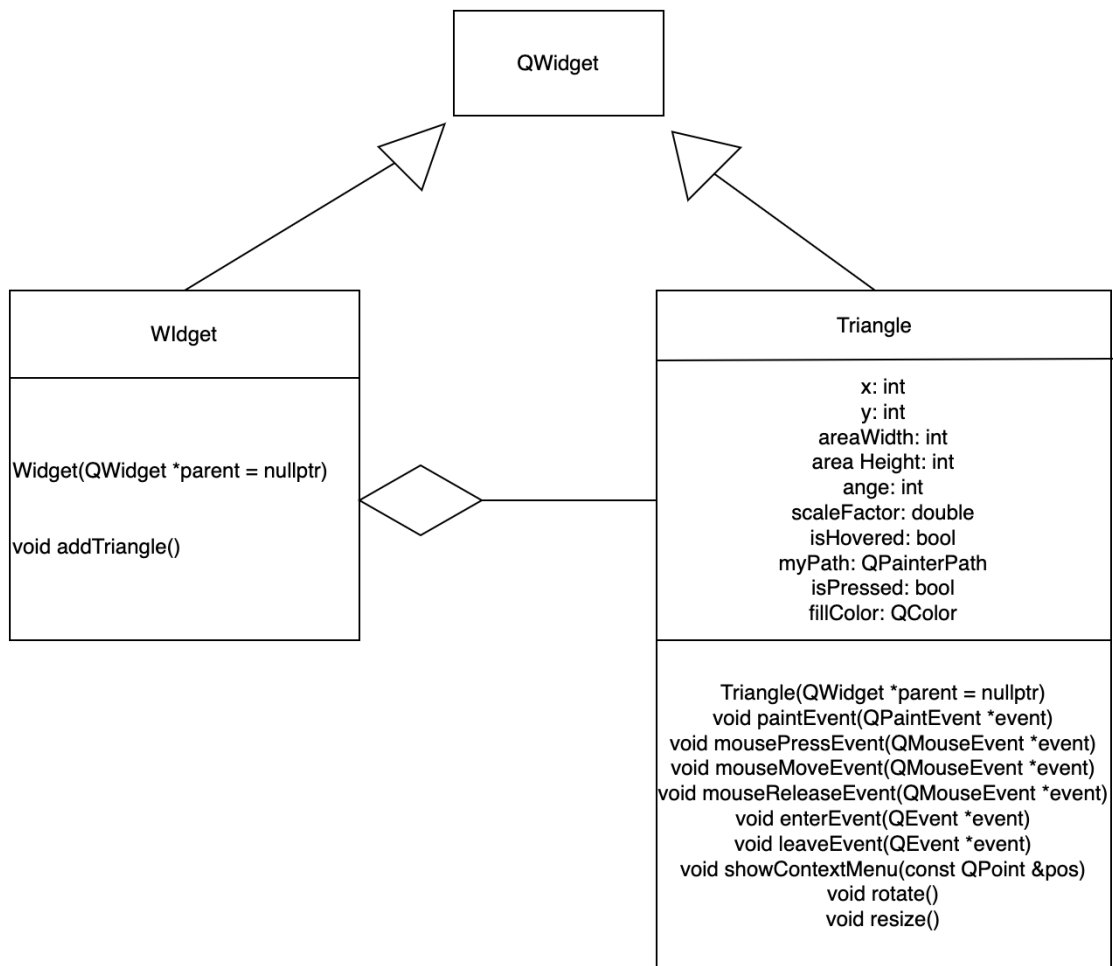 QWidget
WIdget
Widget(QWidget *parent = nullptr)
void addTriangle()
Triangle
x: int
y: int
areaWidth: int
area Height: int
ange: int
scaleFactor: double
isHovered: bool
myPath: QPainterPath
isPressed: bool
fillColor: QColor
Triangle(QWidget *parent = nullptr)
void paintEvent(QPaintEvent *event)
void mousePressEvent(QMouseEvent *event)
void mouseMoveEvent(QMouseEvent *event)
void mouseReleaseEvent(QMouseEvent *event)
void enterEvent(QEvent *event)
void leaveEvent(QEvent *event)
void showContextMenu(const QPoint &pos)
void rotate()
void resize()